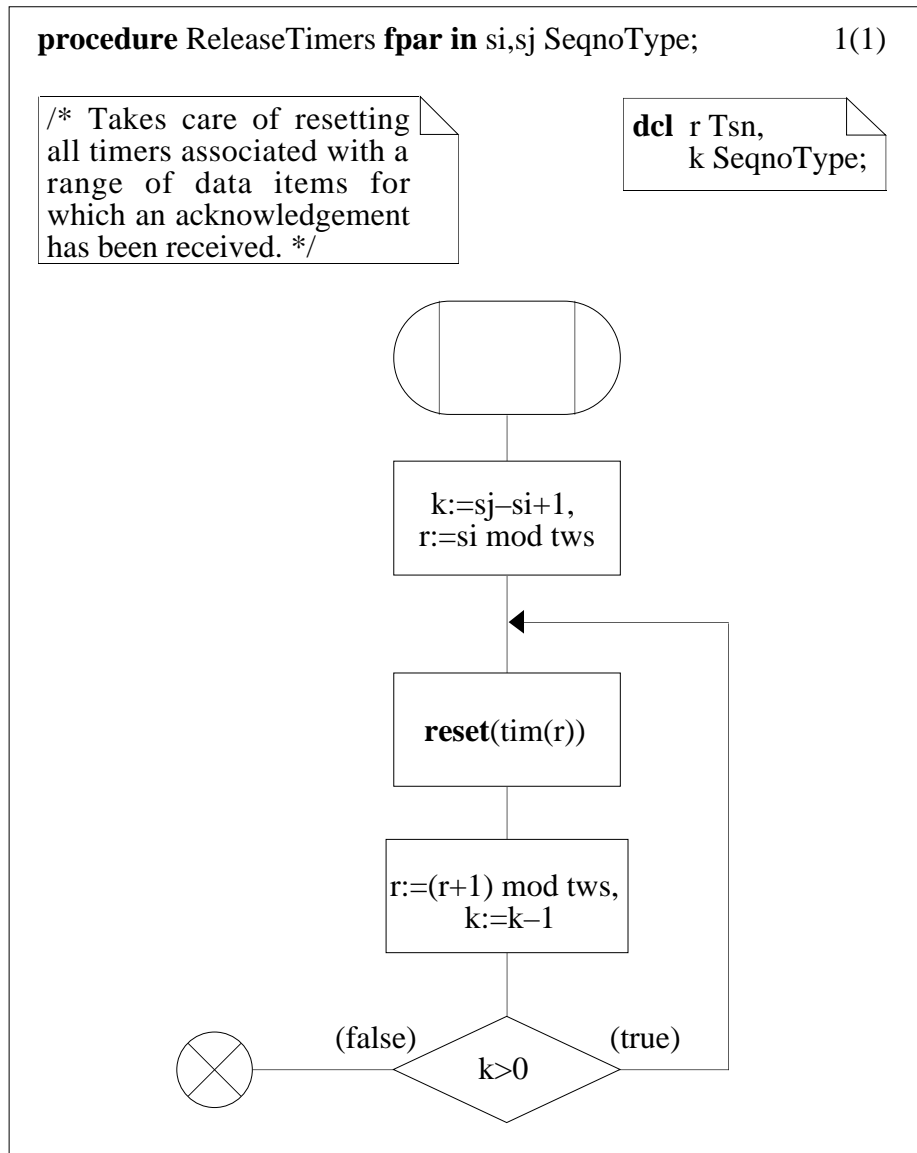 procedure ReleaseTimers fpar in si,sj SeqnoType; 1(1)
/* Takes care of resetting
all timers associated with a
range of data items for
which an acknowledgement
has been received. */
dcl r Tsn,
k SeqnoType;
k:=sj–si+1,
r:=si mod tws
reset(tim(r))
r:=(r+1) mod tws,
k:=k–1
(false) (true)
k>0